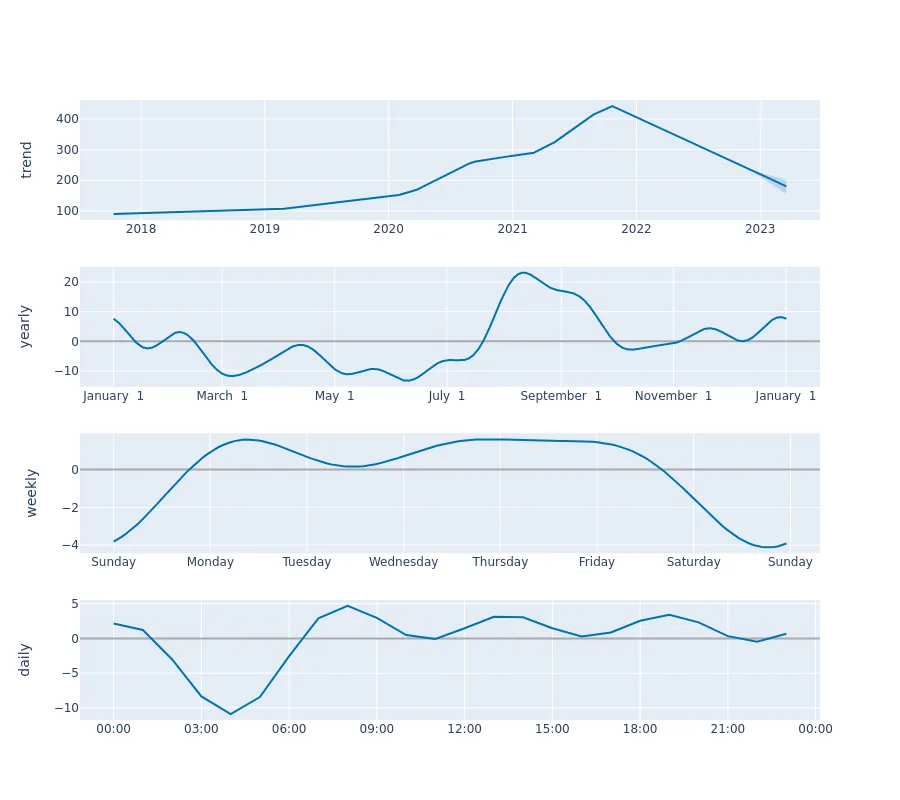 trend
400
300
200
100
2018 2019 2020 2021 2022 2023
yearly
20
10
0
−10
January 1 March 1 May 1 July 1 September 1 November 1 January 1
weekly
0
−2
−4
Sunday Monday Tuesday Wednesday Thursday Friday Saturday Sunday
daily
5
0
−5
−10
00:00 03:00 06:00 09:00 12:00 15:00 18:00 21:00 00:00